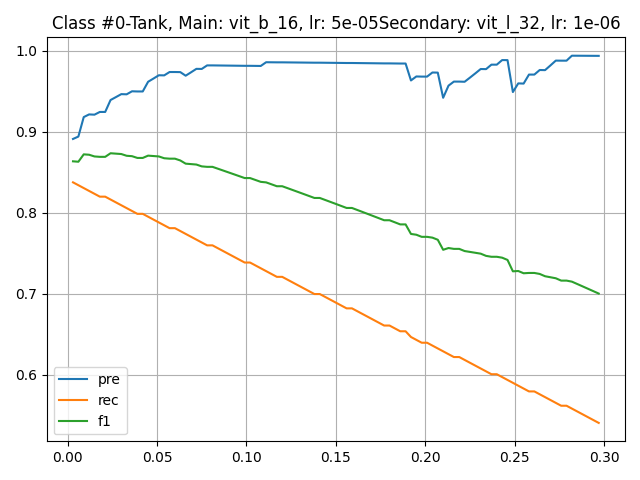 Class #0-Tank, Main: vit_b_16, lr: 5e-05Secondary: vit_l_32, lr: 1e-06
1.0
0.9
0.8
0.7
0.6
pre
rec
f1
0.00 0.05 0.10 0.15 0.20 0.25 0.30